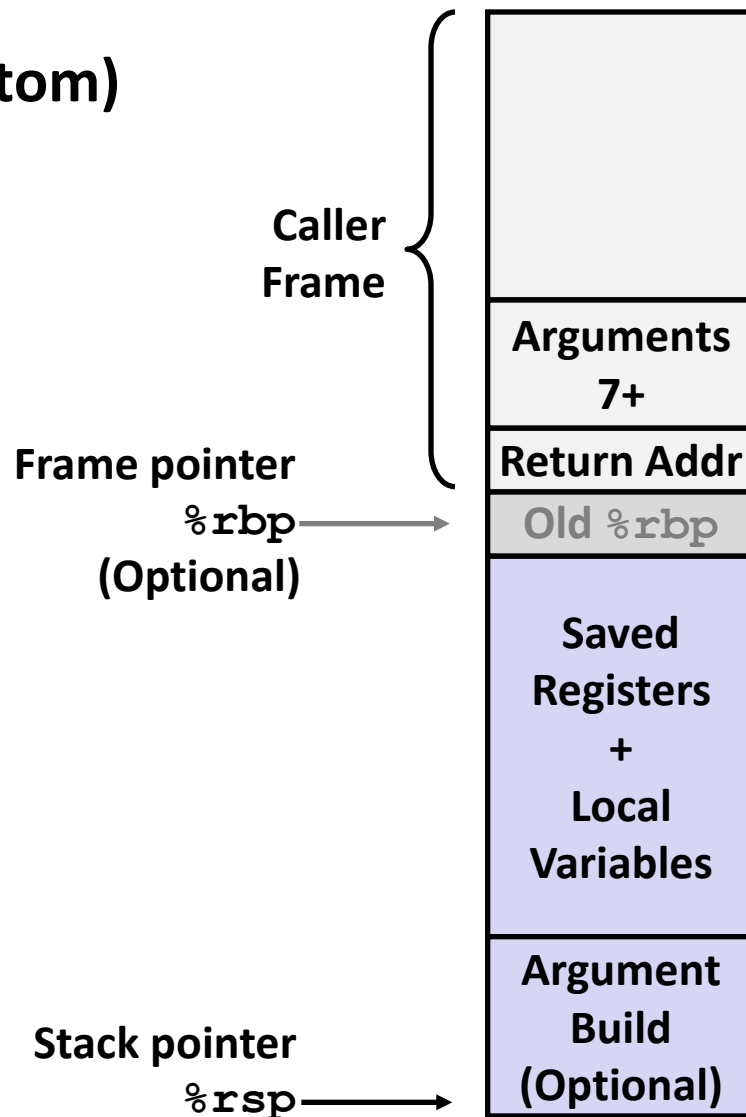 tom)
Caller
Frame
Arguments
7+
Frame pointer
%rbp
(Optional)
Return Addr
Old %rbp
Saved
Registers
+
Local
Variables
Argument
Build
(Optional)
Stack pointer
%rsp